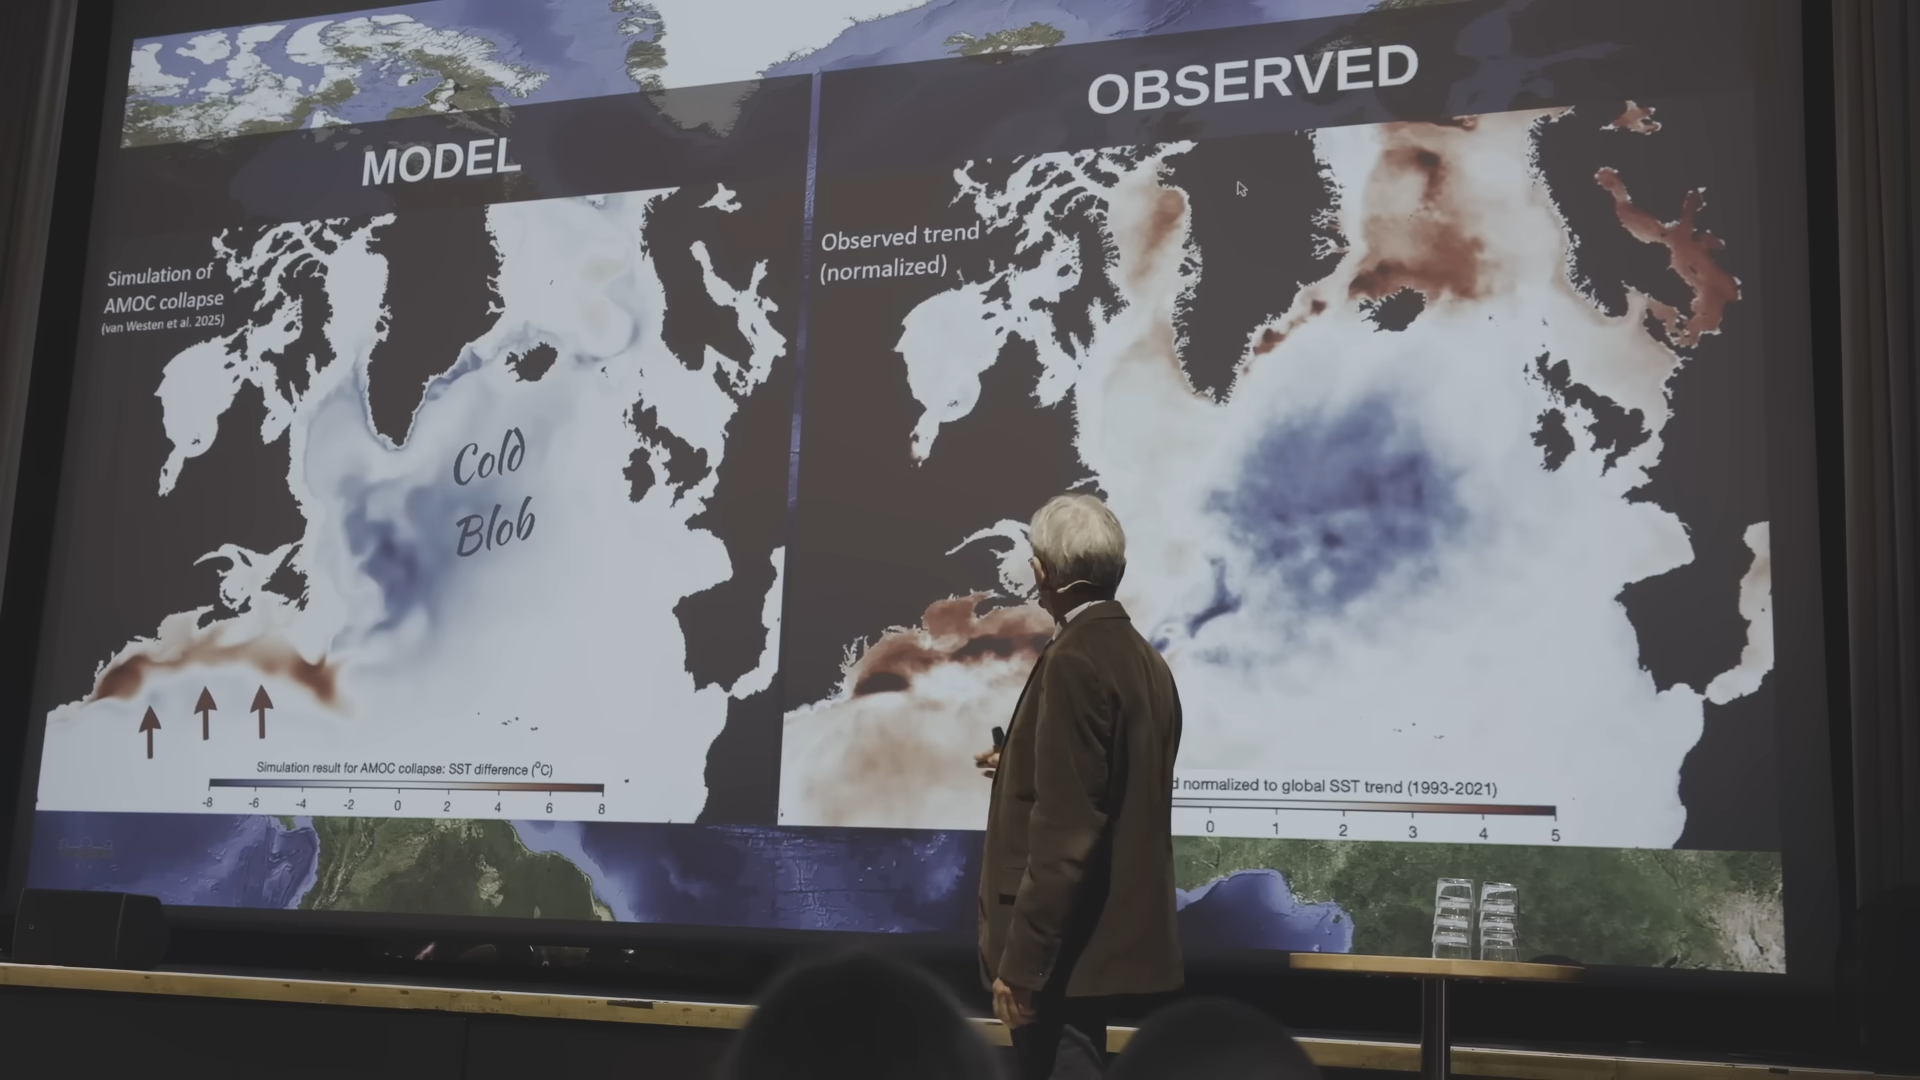 MODEL
OBSERVED
Simulation of
AMOC collapse
(van Westen et al. 2025)
Cold
Blob
Simulation result for AMOC collapse: SST difference (°C)
-8 -6 -4 -2 0 2 4 6 8
Observed trend
(normalized)
normalized to global SST trend (1993-2021)
0 1 2 3 4 5